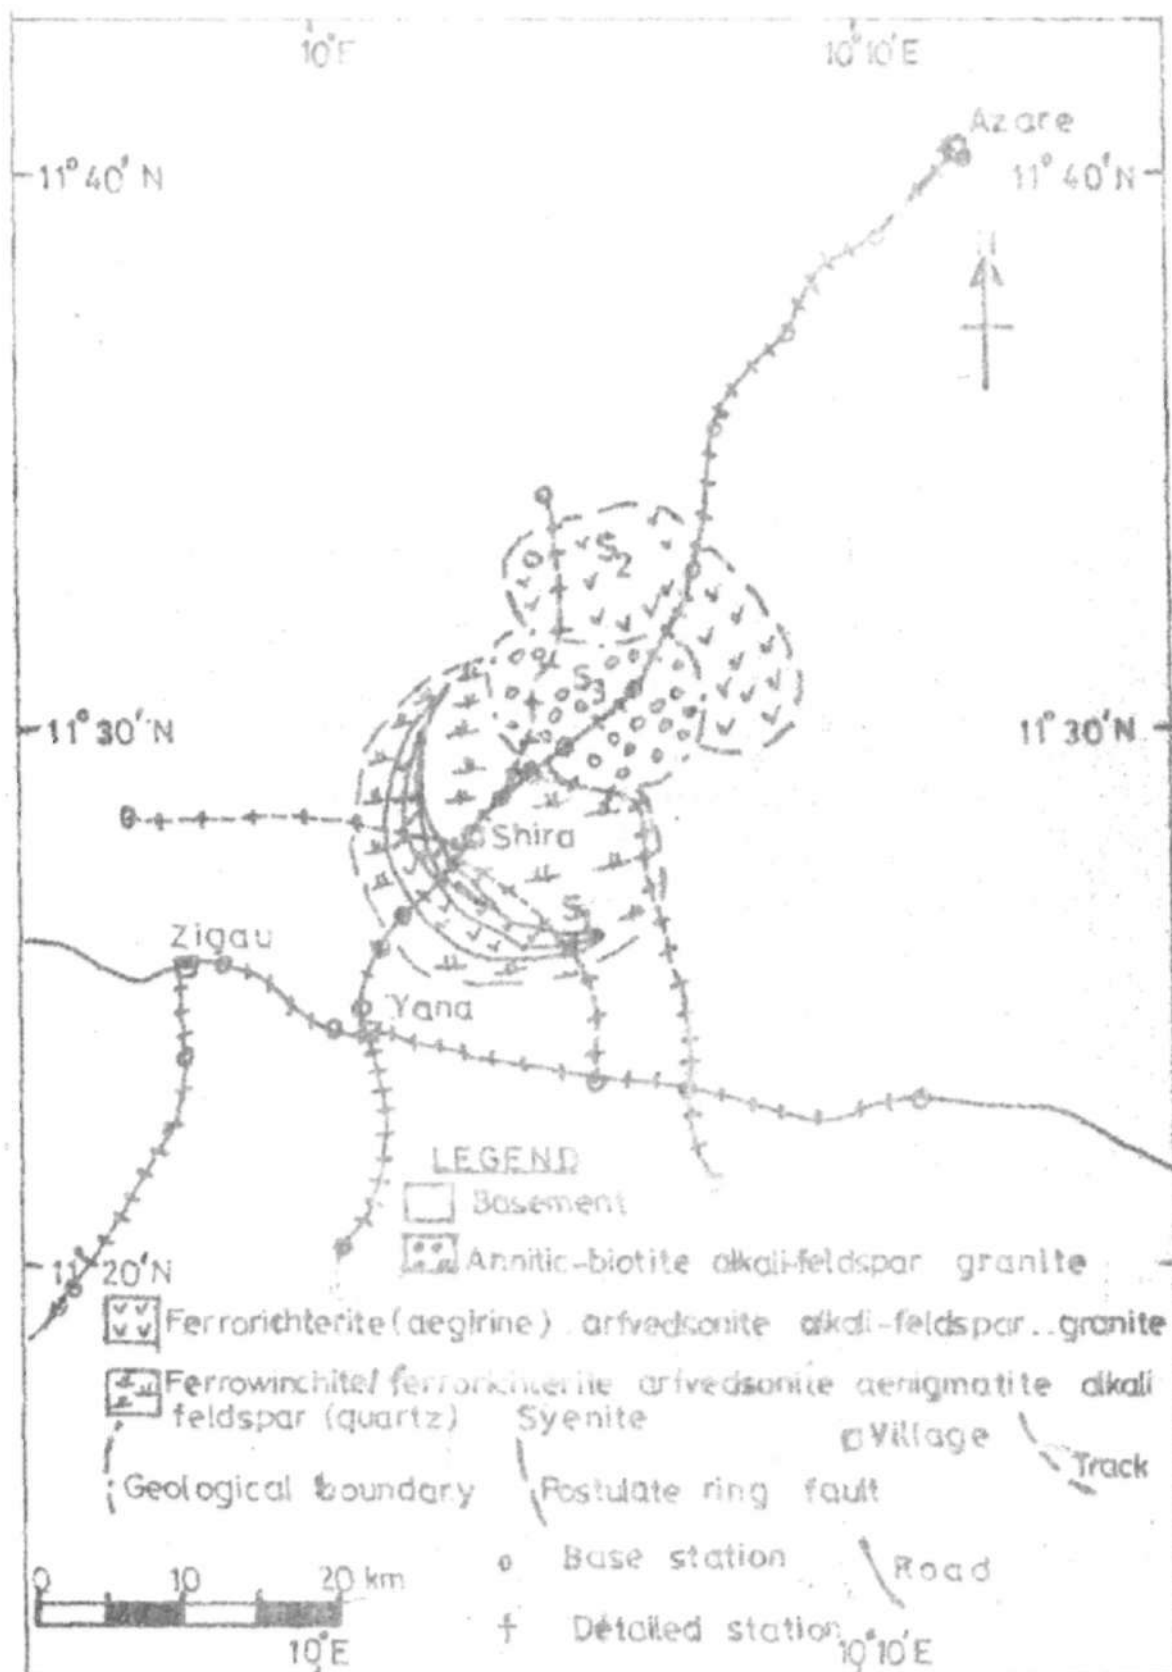 10°E 10°10'E
Azare
11°40'N 11°40'N
N
S2
S3
11°30'N 11°30'N
Shira
S
Zigau
Yana
LEGEND
Basement
11°20'N Annitic-biotite alkali-feldspar granite
Ferrorichterite (aegirine) arfvedsonite alkali-feldspar.. granite
Ferrowinchite/ ferrorichterite arfvedsonite aenigmatite alkali
feldspar (quartz) Syenite
Village
Track
Geological boundary Postulate ring fault
Base station
Road
0 10 20 km
Détailed station
10°E 10°10'E